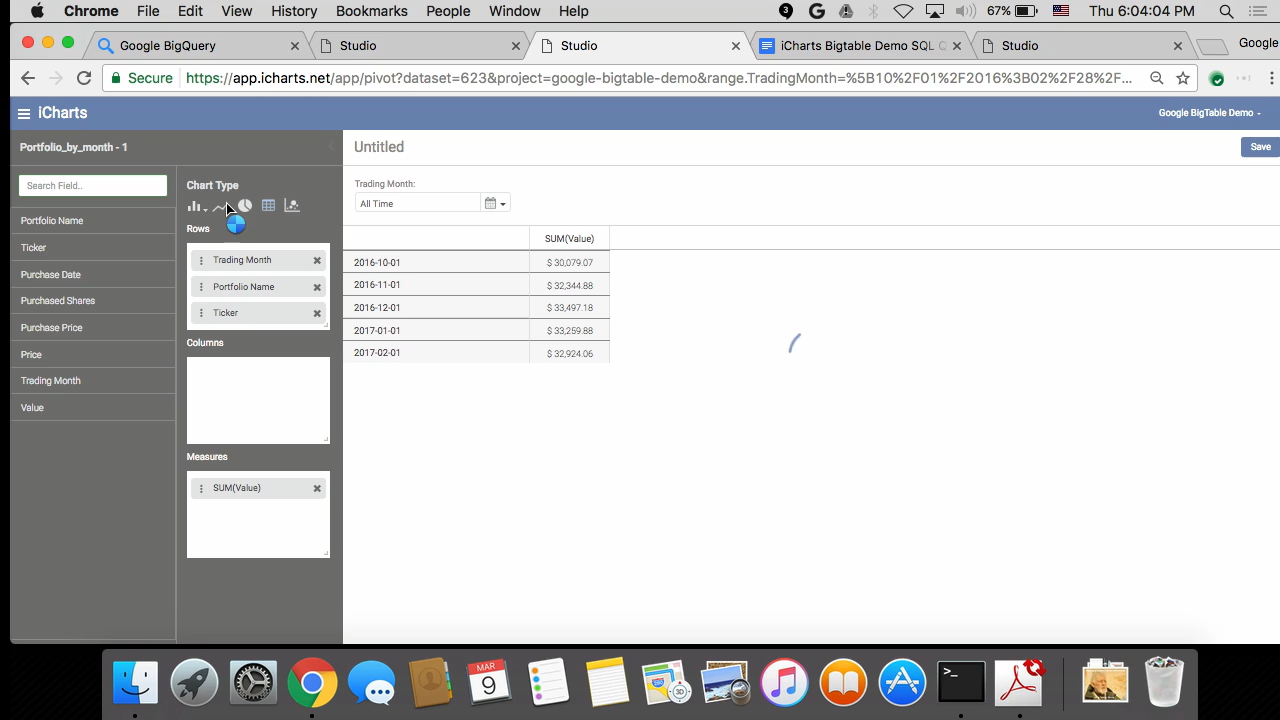 Chrome File Edit View History Bookmarks People Window Help 3 67% Thu 6:04:04 PM
Google BigQuery Studio Studio iCharts Bigtable Demo SQL Q Studio Google
Secure https://app.icharts.net/app/pivot?dataset=623&project=google-bigtable-demo&range.TradingMonth=%5B10%2F01%2F2016%3B02%2F28%2F...
iCharts Google BigTable Demo
Portfolio_by_month - 1 Untitled Save
Search Field..
Portfolio Name
Ticker
Purchase Date
Purchased Shares
Purchase Price
Price
Trading Month
Value
Chart Type
Rows
Trading Month
Portfolio Name
Ticker
Columns
Measures
SUM(Value)
Trading Month:
All Time
SUM(Value)
2016-10-01 $ 30,079.07
2016-11-01 $ 32,344.88
2016-12-01 $ 33,497.18
2017-01-01 $ 33,259.88
2017-02-01 $ 32,924.06
MAR
9
3D
>_